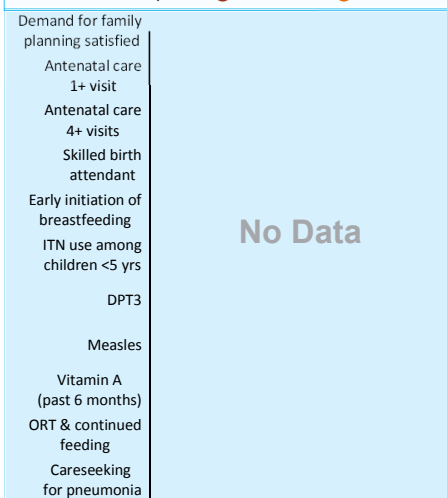 Demand for family
planning satisfied
Antenatal care
1+ visit
Antenatal care
4+ visits
Skilled birth
attendant
Early initiation of
breastfeeding
ITN use among
children <5 yrs
DPT3
Measles
Vitamin A
(past 6 months)
ORT & continued
feeding
Careseeking
for pneumonia
No Data